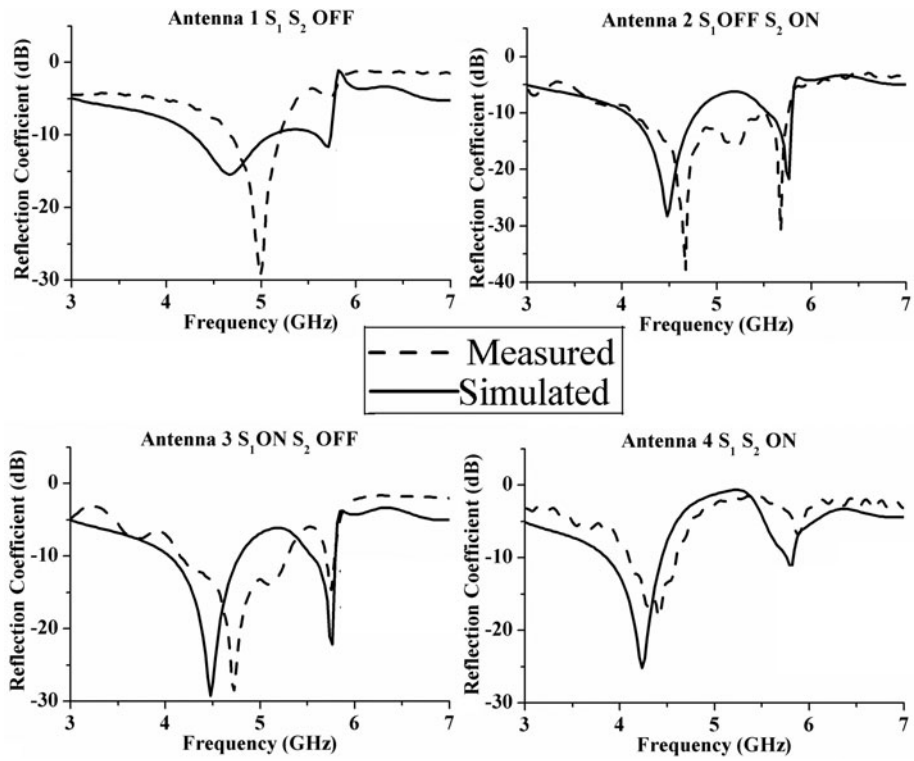 Antenna 1 S₁ S₂ OFF
Reflection Coefficient (dB)
0
-10
-20
-30
3 4 5 6 7
Frequency (GHz)
Antenna 2 S₁OFF S₂ ON
Reflection Coefficient (dB)
10
0
-10
-20
-30
-40
3 4 5 6 7
Frequency (GHz)
Measured
Simulated
Antenna 3 S₁ON S₂ OFF
Reflection Coefficient (dB)
0
-10
-20
-30
3 4 5 6 7
Frequency (GHz)
Antenna 4 S₁ S₂ ON
Reflection Coefficient (dB)
0
-10
-20
-30
3 4 5 6 7
Frequency (GHz)